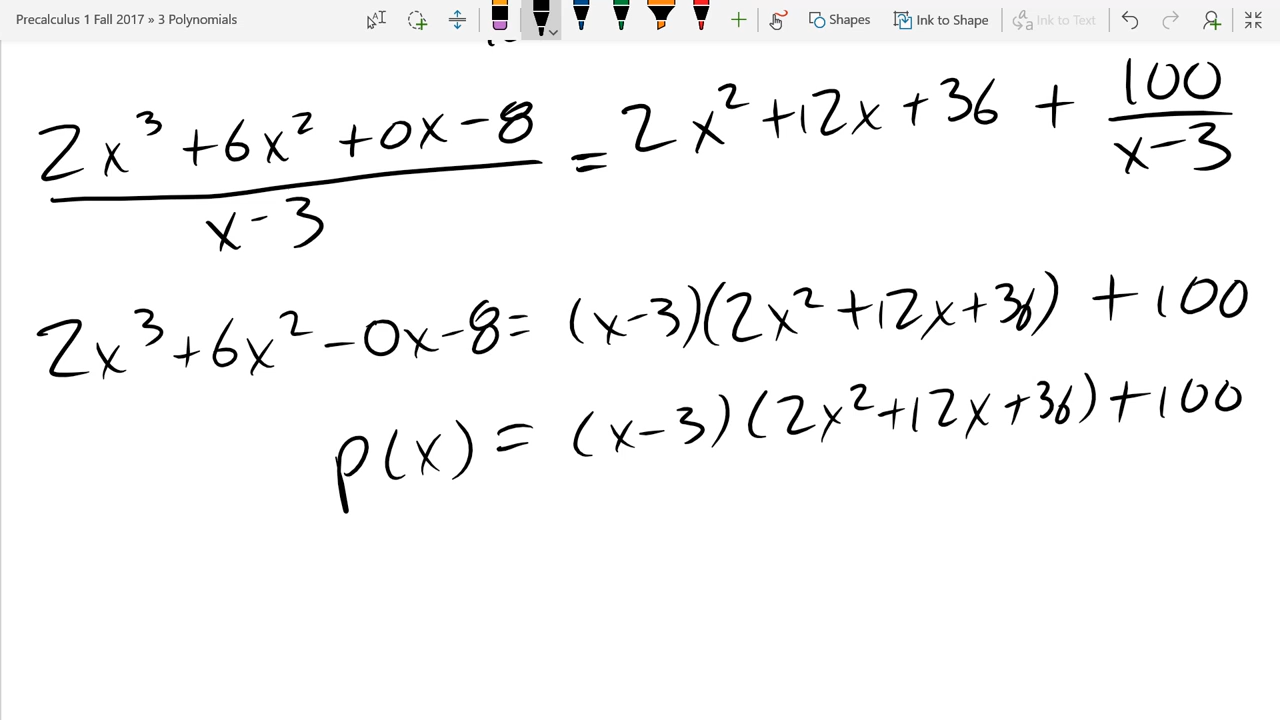 Precalculus 1 Fall 2017 » 3 Polynomials
Shapes
Ink to Shape
Ink to Text
2x³ + 6x² + 0x - 8 / x - 3 = 2x² + 12x + 36 + 100 / x - 3
2x³ + 6x² - 0x - 8 = (x - 3)(2x² + 12x + 36) + 100
p(x) = (x - 3)(2x² + 12x + 36) + 100